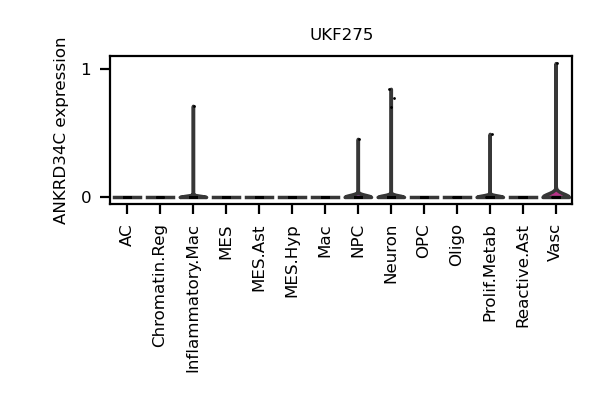 UKF275
ANKRD34C expression
1
0
AC
Chromatin.Reg
Inflammatory.Mac
MES
MES.Ast
MES.Hyp
Mac
NPC
Neuron
OPC
Oligo
Prolif.Metab
Reactive.Ast
Vasc